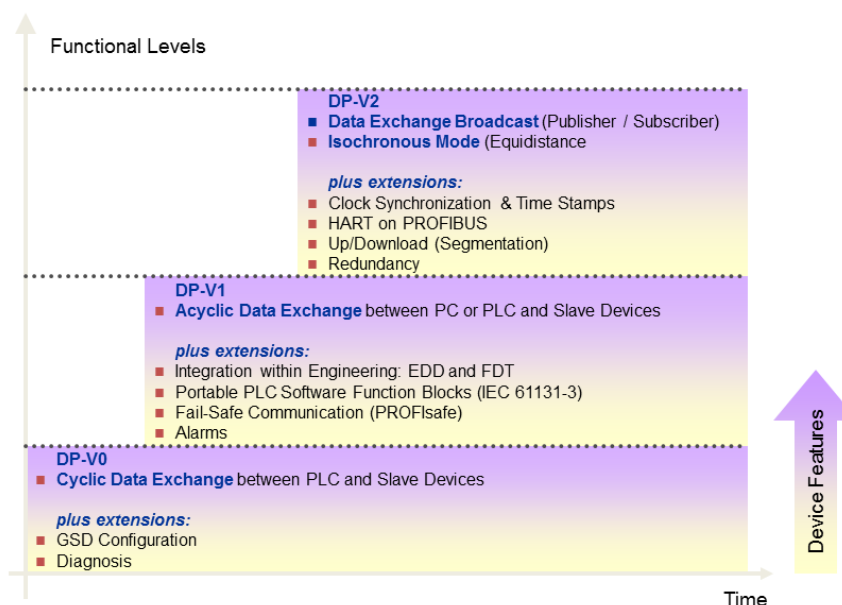 Functional Levels
DP-V2
Data Exchange Broadcast (Publisher / Subscriber)
Isochronous Mode (Equidistance
plus extensions:
Clock Synchronization & Time Stamps
HART on PROFIBUS
Up/Download (Segmentation)
Redundancy
DP-V1
Acyclic Data Exchange between PC or PLC and Slave Devices
plus extensions:
Integration within Engineering: EDD and FDT
Portable PLC Software Function Blocks (IEC 61131-3)
Fail-Safe Communication (PROFIsafe)
Alarms
DP-V0
Cyclic Data Exchange between PLC and Slave Devices
plus extensions:
GSD Configuration
Diagnosis
Device Features
Time